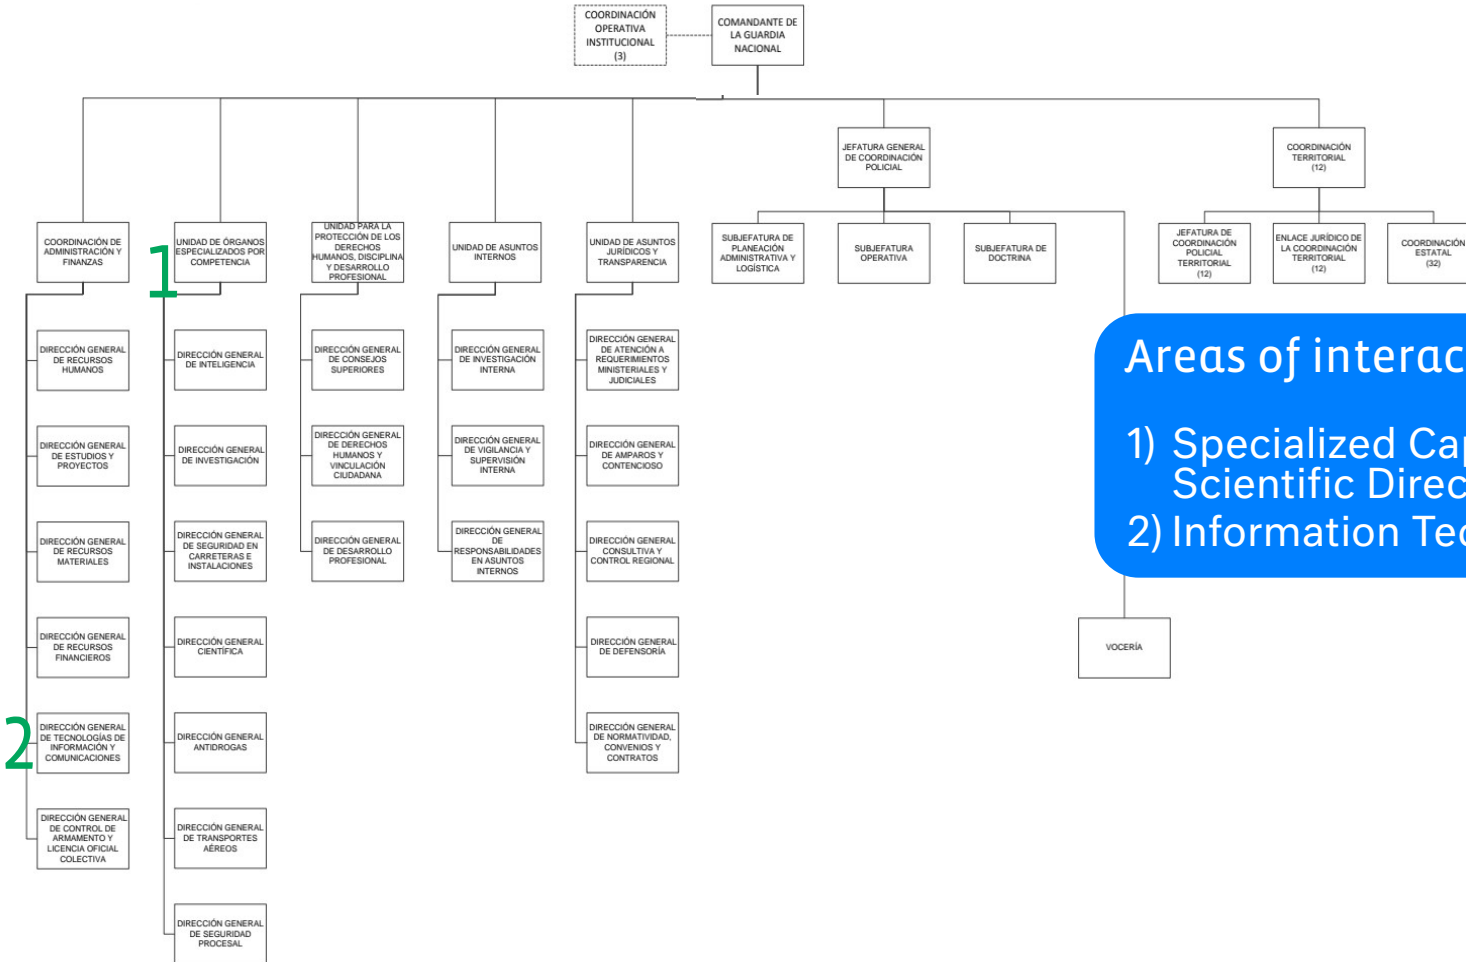 COORDINACIÓN
OPERATIVA
INSTITUCIONAL
(3)
COMANDANTE DE
LA GUARDIA
NACIONAL
JEFATURA GENERAL
DE COORDINACIÓN
POLICIAL
COORDINACIÓN
TERRITORIAL
(12)
COORDINACIÓN DE
ADMINISTRACIÓN Y
FINANZAS
1
UNIDAD DE ÓRGANOS
ESPECIALIZADOS POR
COMPETENCIA
UNIDAD PARA LA
PROTECCIÓN DE LOS
DERECHOS
HUMANOS, DISCIPLINA
Y DESARROLLO
PROFESIONAL
UNIDAD DE ASUNTOS
INTERNOS
UNIDAD DE ASUNTOS
JURÍDICOS Y
TRANSPARENCIA
SUBJEFATURA DE
PLANEACIÓN
ADMINISTRATIVA Y
LOGÍSTICA
SUBJEFATURA
OPERATIVA
SUBJEFATURA DE
DOCTRINA
JEFATURA DE
COORDINACIÓN
POLICIAL
TERRITORIAL
(12)
ENLACE JURÍDICO DE
LA COORDINACIÓN
TERRITORIAL
(12)
COORDINACIÓN
ESTATAL
(32)
DIRECCIÓN GENERAL
DE RECURSOS
HUMANOS
DIRECCIÓN GENERAL
DE INTELIGENCIA
DIRECCIÓN GENERAL
DE CONSEJOS
SUPERIORES
DIRECCIÓN GENERAL
DE INVESTIGACIÓN
INTERNA
DIRECCIÓN GENERAL
DE ATENCIÓN A
REQUERIMIENTOS
MINISTERIALES Y
JUDICIALES
Areas of interac
1) Specialized Ca
Scientific Direc
2) Information Te
DIRECCIÓN GENERAL
DE ESTUDIOS Y
PROYECTOS
DIRECCIÓN GENERAL
DE INVESTIGACIÓN
DIRECCIÓN GENERAL
DE DERECHOS
HUMANOS Y
VINCULACIÓN
CIUDADANA
DIRECCIÓN GENERAL
DE VIGILANCIA Y
SUPERVISIÓN
INTERNA
DIRECCIÓN GENERAL
DE AMPAROS Y
CONTENCIOSO
DIRECCIÓN GENERAL
DE RECURSOS
MATERIALES
DIRECCIÓN GENERAL
DE SEGURIDAD EN
CARRETERAS E
INSTALACIONES
DIRECCIÓN GENERAL
DE DESARROLLO
PROFESIONAL
DIRECCIÓN GENERAL
DE
RESPONSABILIDADES
EN ASUNTOS
INTERNOS
DIRECCIÓN GENERAL
CONSULTIVA Y
CONTROL REGIONAL
DIRECCIÓN GENERAL
DE RECURSOS
FINANCIEROS
DIRECCIÓN GENERAL
CIENTÍFICA
DIRECCIÓN GENERAL
DE DEFENSORÍA
VOCERÍA
2
DIRECCIÓN GENERAL
DE TECNOLOGÍAS DE
INFORMACIÓN Y
COMUNICACIONES
DIRECCIÓN GENERAL
ANTIDROGAS
DIRECCIÓN GENERAL
DE NORMATIVIDAD,
CONVENIOS Y
CONTRATOS
DIRECCIÓN GENERAL
DE CONTROL DE
ARMAMENTO Y
LICENCIA OFICIAL
COLECTIVA
DIRECCIÓN GENERAL
DE TRANSPORTES
AÉREOS
DIRECCIÓN GENERAL
DE SEGURIDAD
PROCESAL